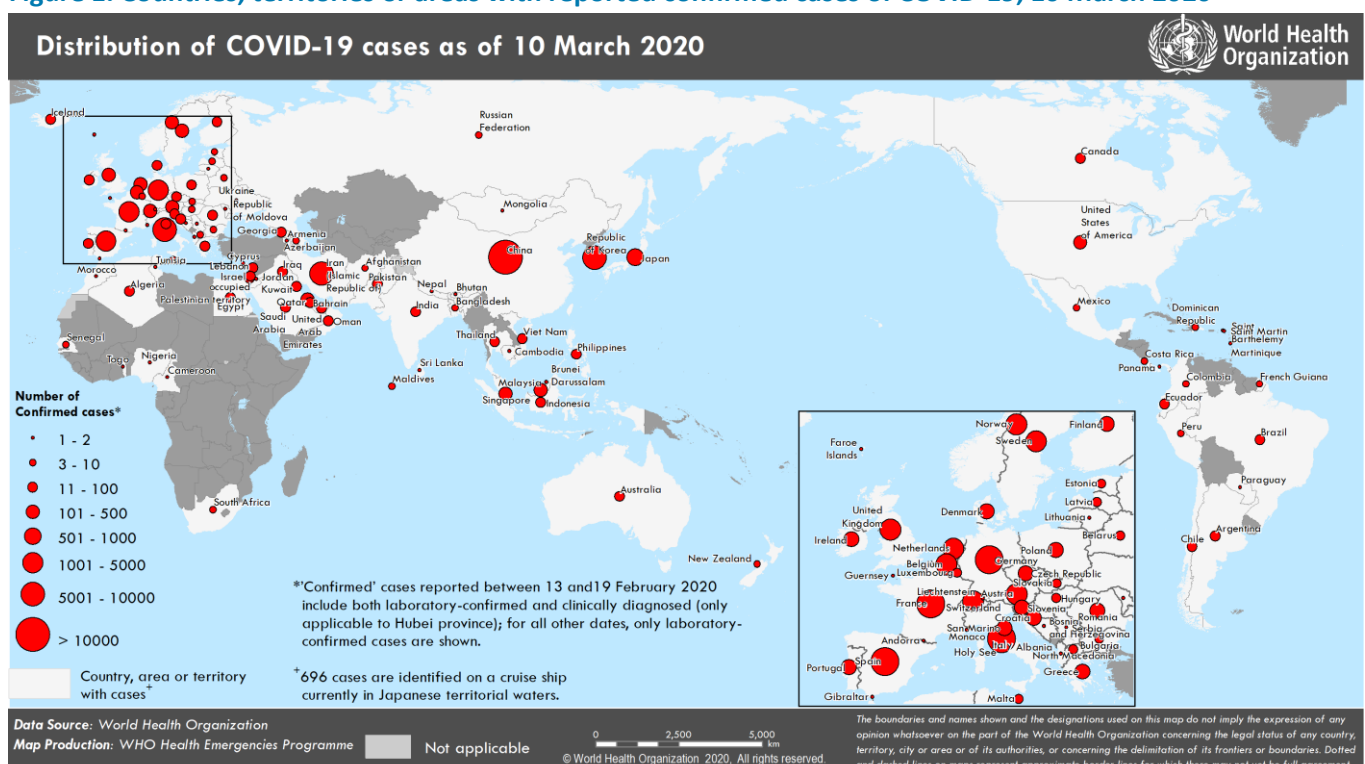 Distribution of COVID-19 cases as of 10 March 2020
World Health
Organization
Iceland
Russian
Federation
Canada
Ukraine
Republic
of Moldova
Mongolia
United
States
of America
Georgia
Armenia
Azerbaijan
China
Republic
of Korea
Japan
Cyprus
Lebanon
Israel
occupied
Palestinian territory
Morocco
Tunisia
Algeria
Egypt
Iraq
Jordan
Kuwait
Iran
Islamic
Republic of)
Afghanistan
Pakistan
Nepal
Bhutan
Bangladesh
India
Qatar
Bahrain
Saudi
Arabia
United
Arab
Emirates
Oman
Mexico
Dominican
Republic
Saint
Saint Martin
Barthelemy
Martinique
Senegal
Togo
Nigeria
Cameroon
Thailand
Viet Nam
Cambodia
Philippines
Sri Lanka
Maldives
Brunei
Darussalam
Malaysia
Singapore
Indonesia
Costa Rica
Panama
Colombia
French Guiana
Ecuador
Peru
Brazil
Paraguay
Chile
Argentina
South Africa
Australia
New Zealand
Number of
Confirmed cases*
1 - 2
3 - 10
11 - 100
101 - 500
501 - 1000
1001 - 5000
5001 - 10000
> 10000
Country, area or territory
with cases+
*'Confirmed' cases reported between 13 and19 February 2020
include both laboratory-confirmed and clinically diagnosed (only
applicable to Hubei province); for all other dates, only laboratory-
confirmed cases are shown.
+696 cases are identified on a cruise ship
currently in Japanese territorial waters.
Norway
Finland
Sweden
Faroe
Islands
Estonia
Latvia
Lithuania
Denmark
United
Kingdom
Ireland
Belarus
Netherlands
Poland
Belgium
Germany
Guernsey
Luxembourg
Czech Republic
Slovakia
Liechtenstein
Austria
Hungary
France
Switzerland
Slovenia
Croatia
Romania
San Marino
Bosnia
and Herzegovina
Serbia
Monaco
Andorra
Italy
Holy See
Albania
Bulgaria
North Macedonia
Portugal
Spain
Greece
Gibraltar
Malta
Data Source: World Health Organization
Map Production: WHO Health Emergencies Programme
Not applicable
0 2,500 5,000
km
© World Health Organization 2020, All rights reserved.
The boundaries and names shown and the designations used on this map do not imply the expression of any
opinion whatsoever on the part of the World Health Organization concerning the legal status of any country,
territory, city or area or of its authorities, or concerning the delimitation of its frontiers or boundaries. Dotted